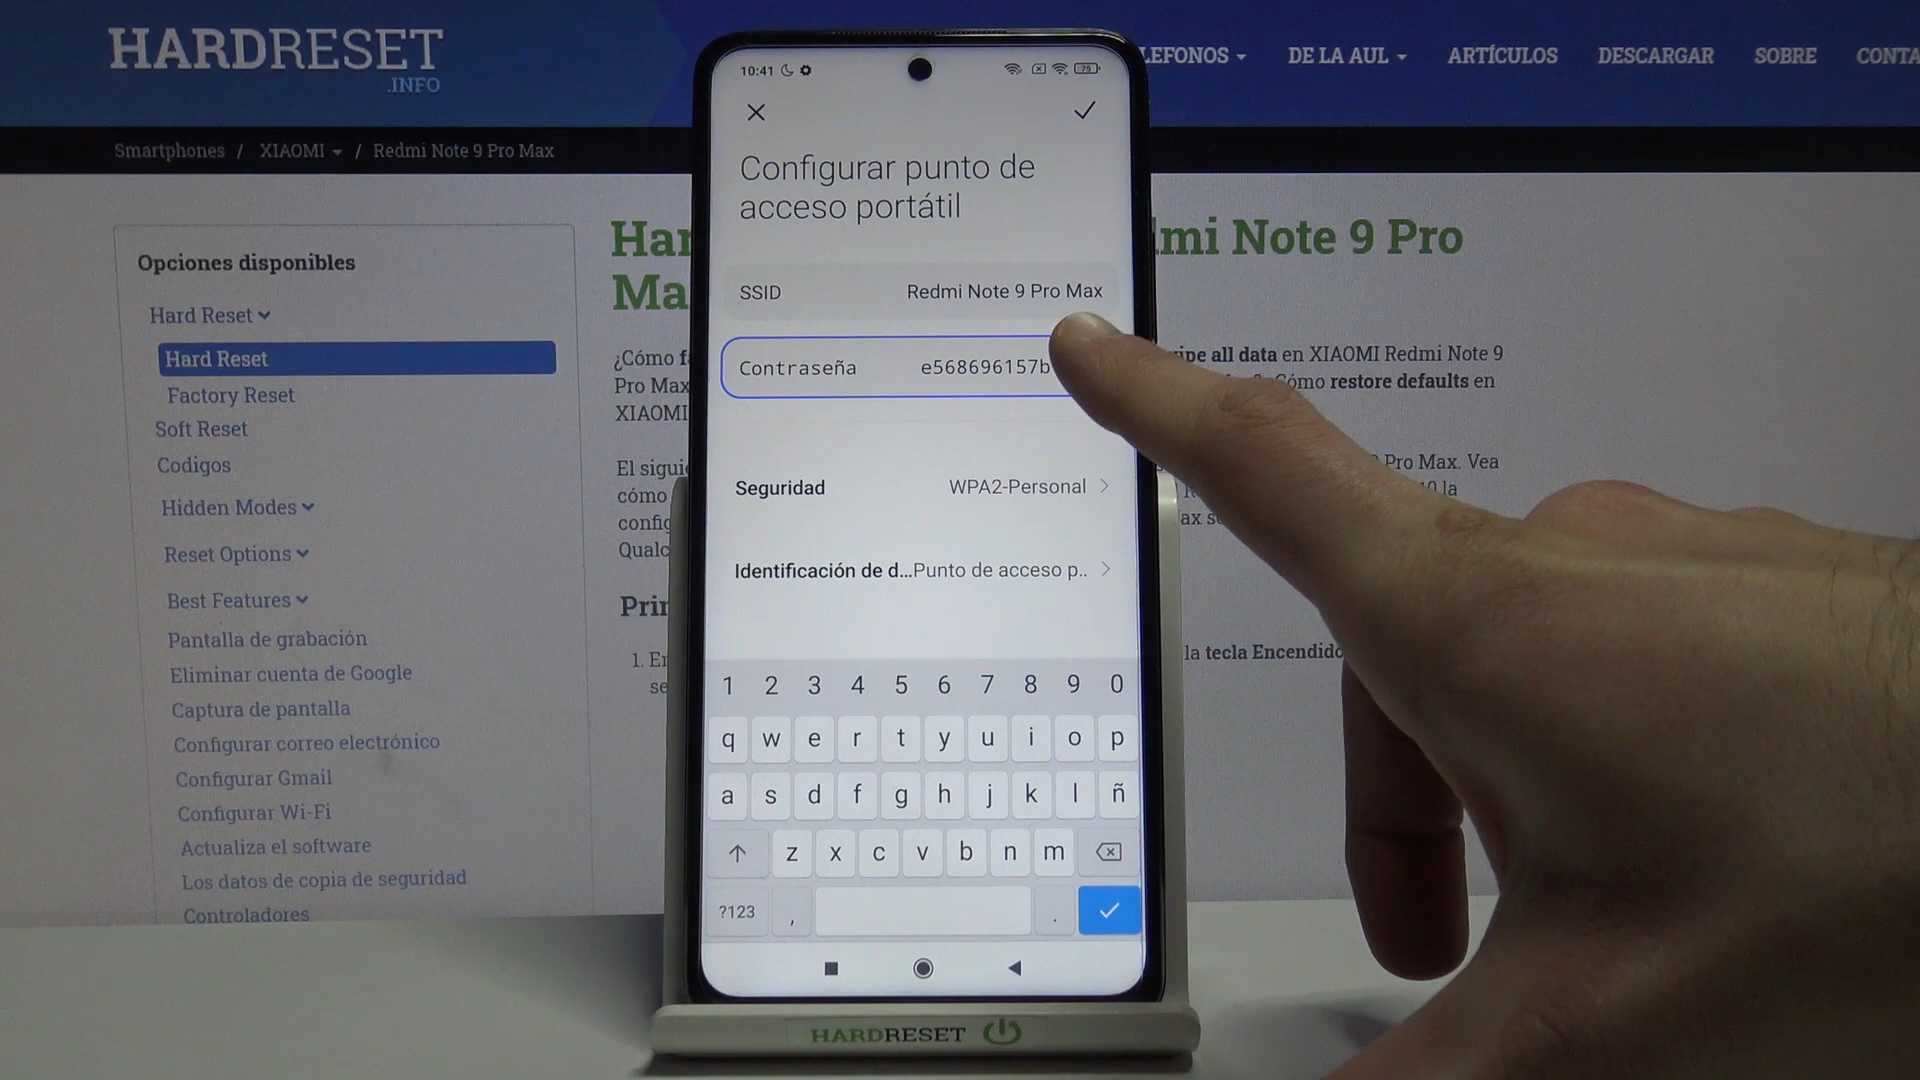 HARDRESET
.INFO
DE LA AUL
ARTÍCULOS
DESCARGAR
SOBRE
Smartphones / XIAOMI / Redmi Note 9 Pro Max
Opciones disponibles
Hard Reset
Hard Reset
Factory Reset
Soft Reset
Codigos
Hidden Modes
Reset Options
Best Features
Pantalla de grabación
Eliminar cuenta de Google
Captura de pantalla
Configurar correo electrónico
Configurar Gmail
Configurar Wi-Fi
Actualiza el software
Los datos de copia de seguridad
Controladores
Note 9 Pro
¿Cómo
all data en XIAOMI Redmi Note 9
Pro Max
restore defaults en
XIAOMI
El
Pro Max. Vea
cómo
la
1.
la tecla Encendido
10:41
75
Configurar punto de
acceso portátil
SSID Redmi Note 9 Pro Max
Contraseña e568696157b
Seguridad WPA2-Personal
Identificación de d...Punto de acceso p..
1 2 3 4 5 6 7 8 9 0
q w e r t y u i o p
a s d f g h j k l ñ
z x c v b n m
?123 , .
HARDRESET